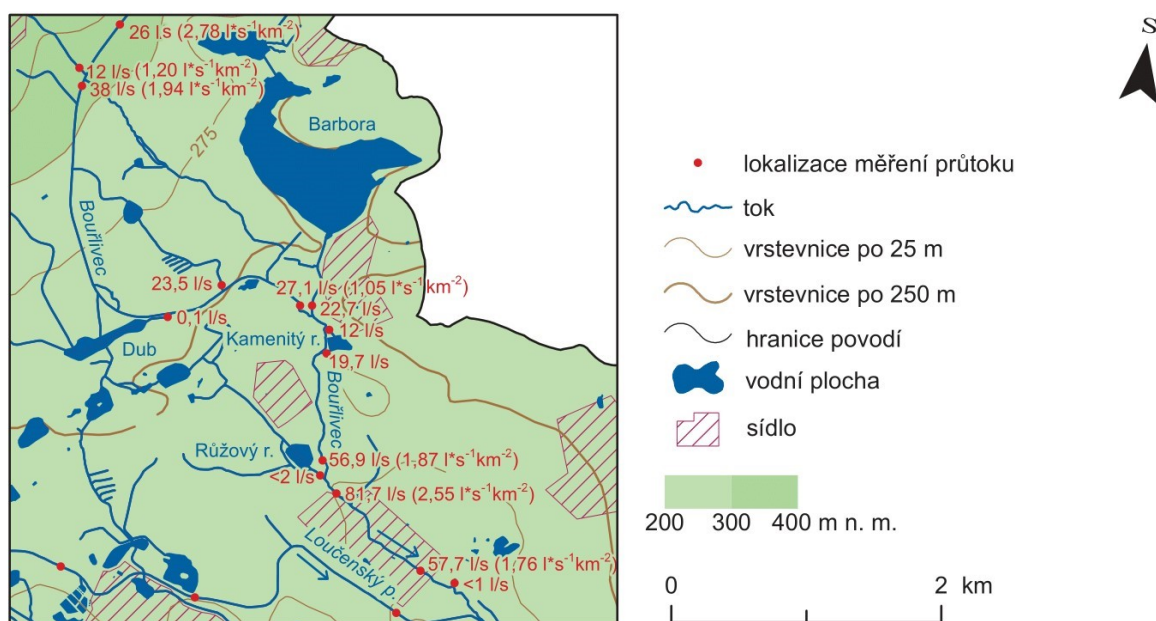 S
26 l.s (2,78 l*s⁻¹km⁻²)
12 l/s (1,20 l*s⁻¹km⁻²)
38 l/s (1,94 l*s⁻¹km⁻²)
Barbora
275
Bouřlivec
23,5 l/s
27,1 l/s (1,05 l*s⁻¹km⁻²)
22,7 l/s
0,1 l/s
12 l/s
Dub
Kamenitý r.
19,7 l/s
Bouřlivec
Růžový r.
56,9 l/s (1,87 l*s⁻¹km⁻²)
<2 l/s
81,7 l/s (2,55 l*s⁻¹km⁻²)
Loučenský p.
57,7 l/s (1,76 l*s⁻¹km⁻²)
<1 l/s
lokalizace měření průtoku
tok
vrstevnice po 25 m
vrstevnice po 250 m
hranice povodí
vodní plocha
sídlo
200 300 400 m n. m.
0 2 km